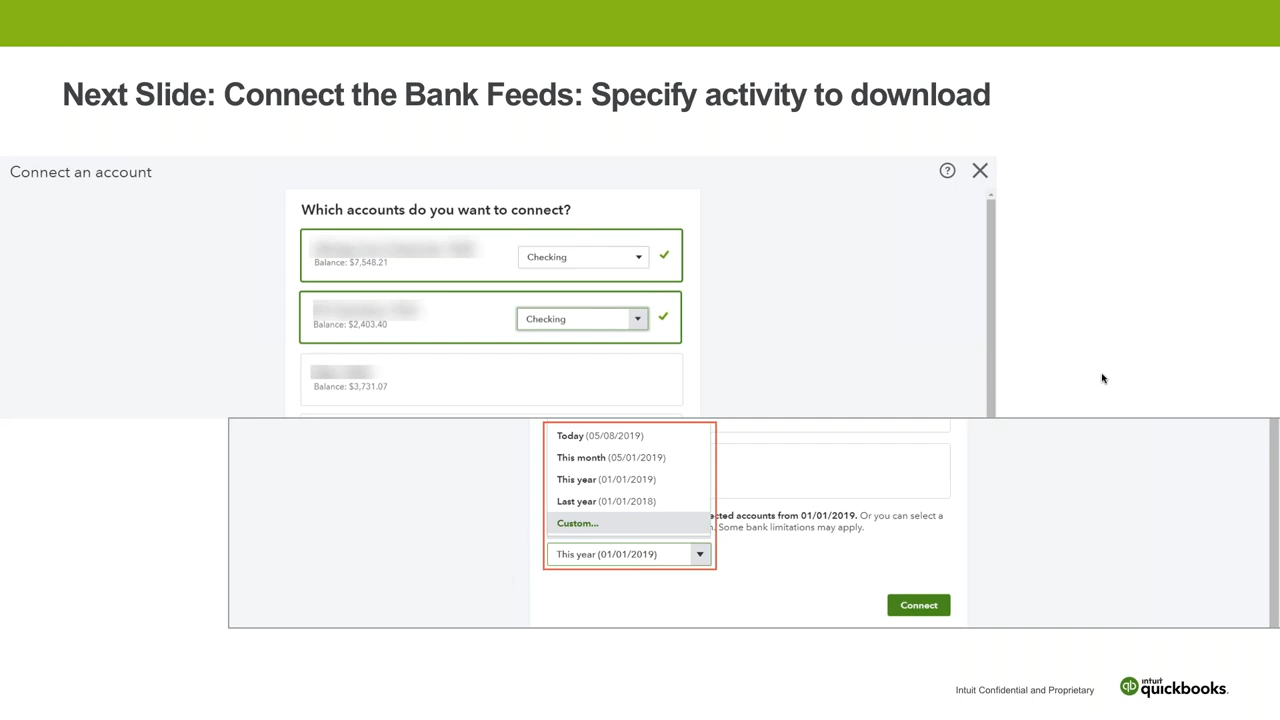 Next Slide: Connect the Bank Feeds: Specify activity to download
Connect an account
Which accounts do you want to connect?
Balance: $7,548.21
Checking
Balance: $2,403.40
Checking
Balance: $3,731.07
Today (05/08/2019)
This month (05/01/2019)
This year (01/01/2019)
Last year (01/01/2018)
Custom...
accounts from 01/01/2019. Or you can select a
Some bank limitations may apply.
This year (01/01/2019)
Connect
Intuit Confidential and Proprietary
qb intuit quickbooks.